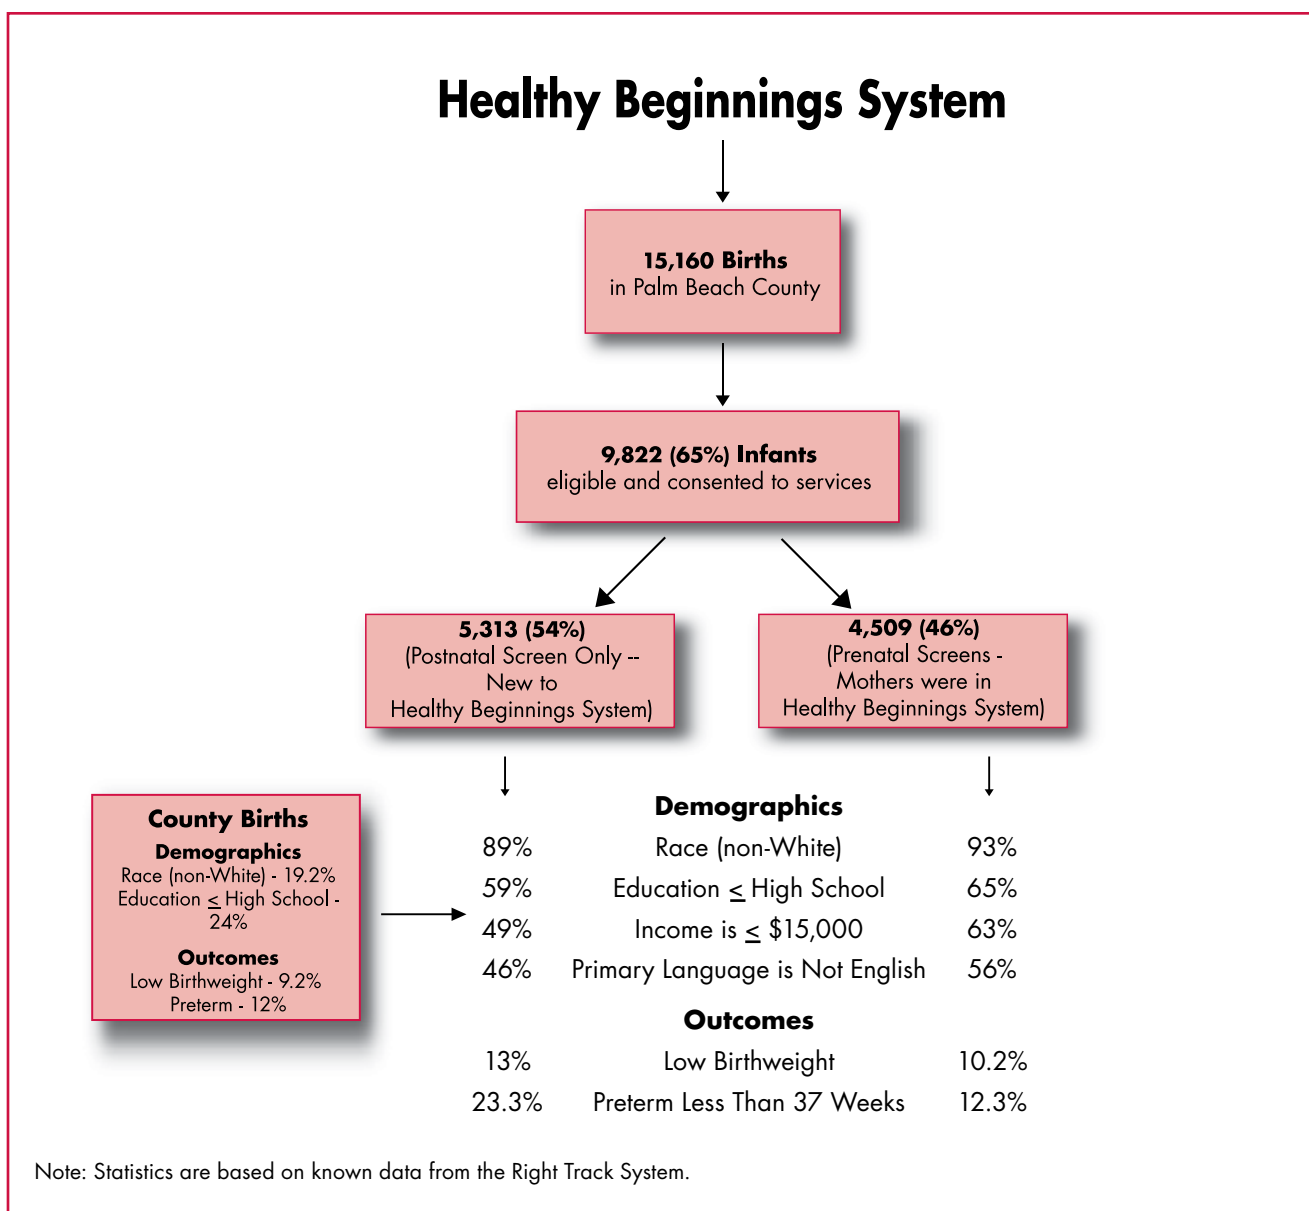 Healthy Beginnings System
15,160 Births
in Palm Beach County
9,822 (65%) Infants
eligible and consented to services
5,313 (54%)
(Postnatal Screen Only --
New to
Healthy Beginnings System)
4,509 (46%)
(Prenatal Screens -
Mothers were in
Healthy Beginnings System)
County Births
Demographics
Race (non-White) - 19.2%
Education ≤ High School -
24%
Outcomes
Low Birthweight - 9.2%
Preterm - 12%
Demographics
89% Race (non-White) 93%
59% Education ≤ High School 65%
49% Income is ≤ $15,000 63%
46% Primary Language is Not English 56%
Outcomes
13% Low Birthweight 10.2%
23.3% Preterm Less Than 37 Weeks 12.3%
Note: Statistics are based on known data from the Right Track System.